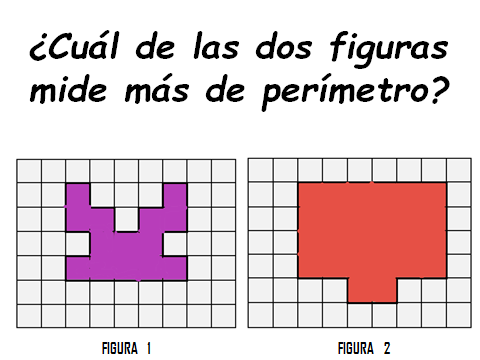 ¿Cuál de las dos figuras
mide más de perímetro?
FIGURA 1
FIGURA 2